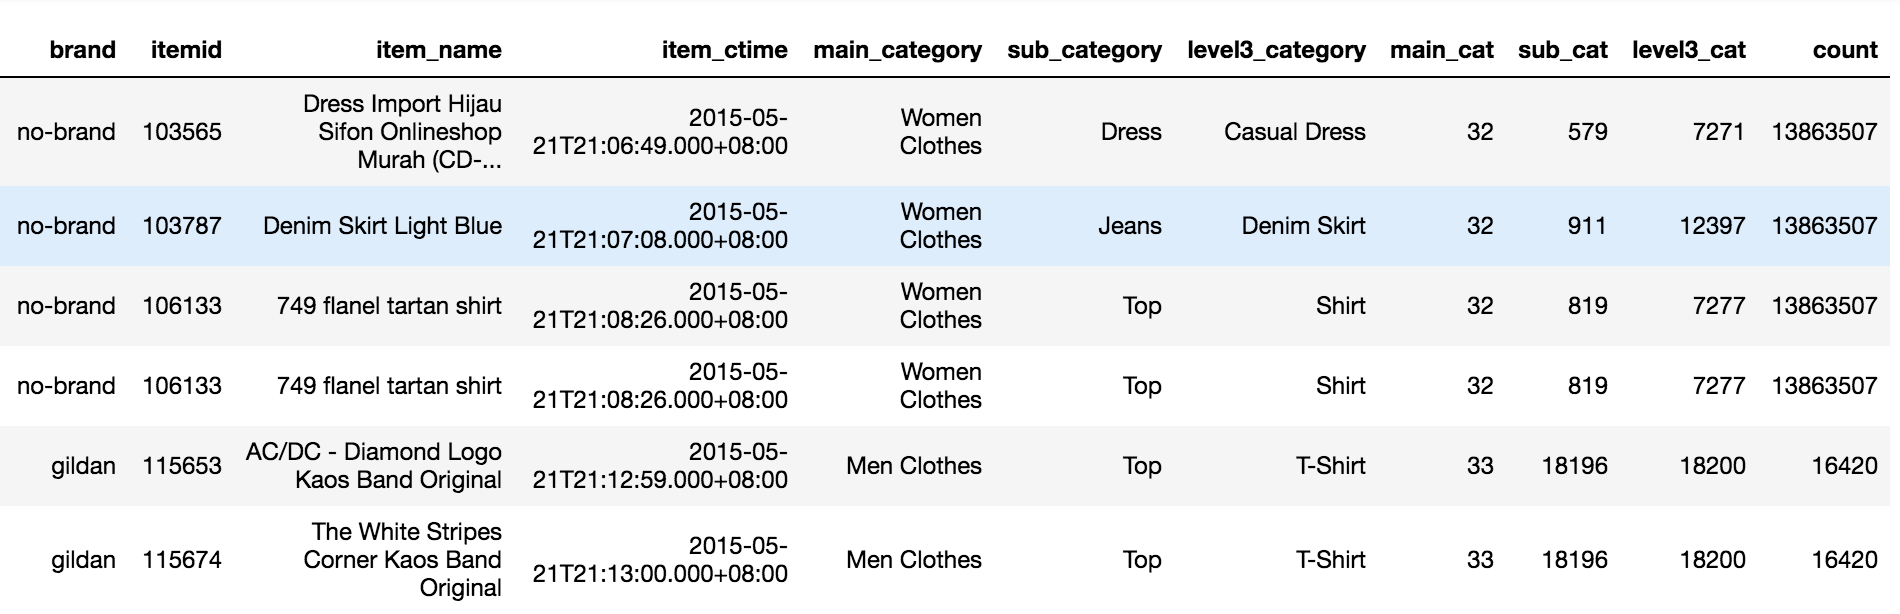 brand itemid item_name item_ctime main_category sub_category level3_category main_cat sub_cat level3_cat count
Dress Import Hijau
no-brand 103565 Sifon Onlineshop 2015-05- Women Dress Casual Dress 32 579 7271 13863507
Murah (CD-... 21T21:06:49.000+08:00 Clothes
no-brand 103787 Denim Skirt Light Blue 2015-05- Women Jeans Denim Skirt 32 911 12397 13863507
21T21:07:08.000+08:00 Clothes
no-brand 106133 749 flanel tartan shirt 2015-05- Women Top Shirt 32 819 7277 13863507
21T21:08:26.000+08:00 Clothes
no-brand 106133 749 flanel tartan shirt 2015-05- Women Top Shirt 32 819 7277 13863507
21T21:08:26.000+08:00 Clothes
gildan 115653 AC/DC - Diamond Logo 2015-05- Men Clothes Top T-Shirt 33 18196 18200 16420
Kaos Band Original 21T21:12:59.000+08:00
The White Stripes
gildan 115674 Corner Kaos Band 2015-05- Men Clothes Top T-Shirt 33 18196 18200 16420
Original 21T21:13:00.000+08:00